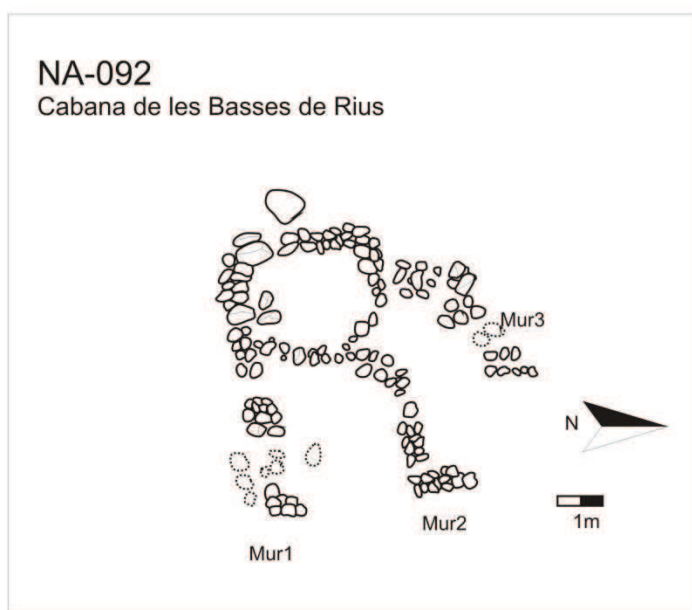 NA-092
Cabana de les Basses de Rius
Mur3
N
1m
Mur2
Mur1